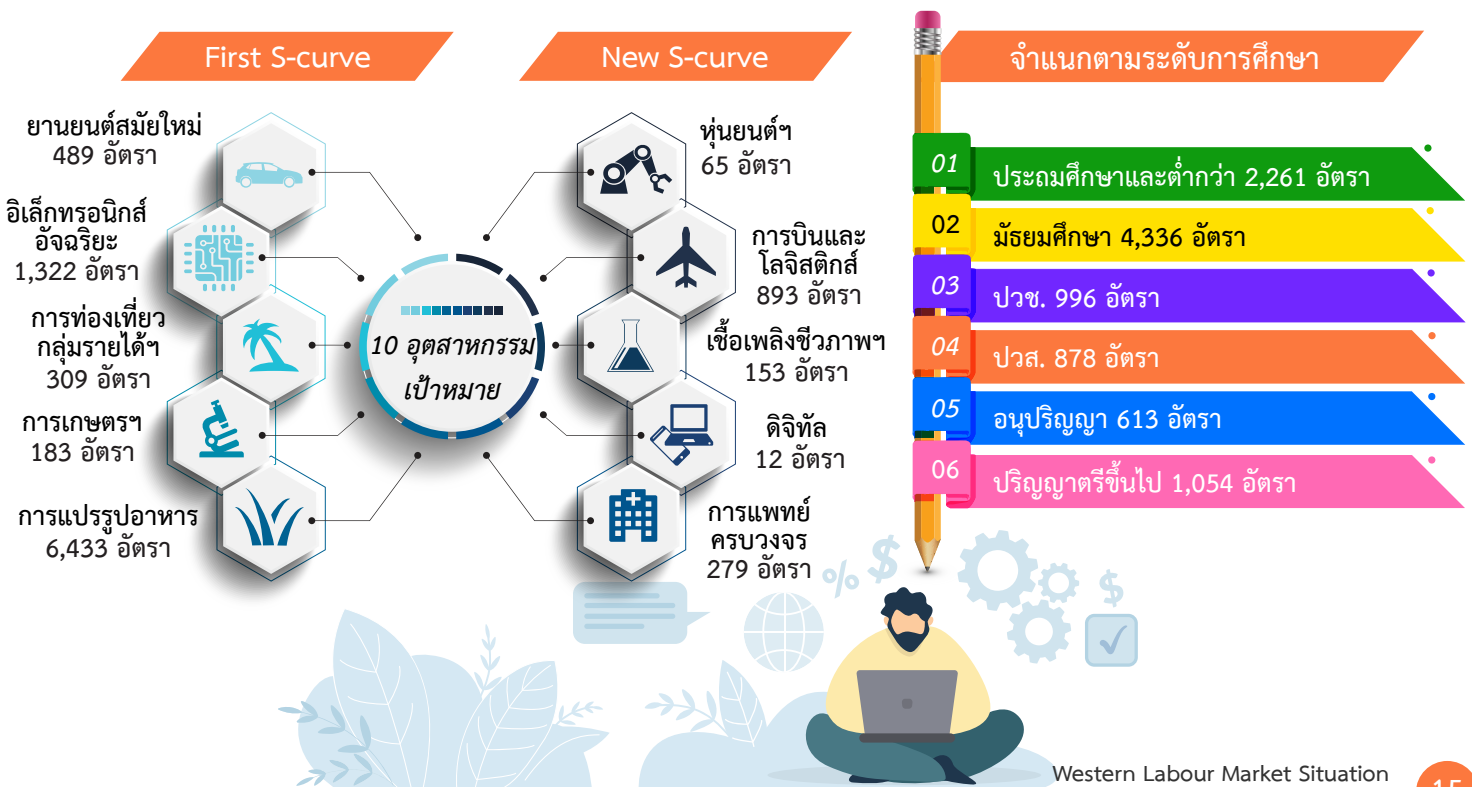 First S-curve
ยานยนต์สมัยใหม่
489 อัตรา
อิเล็กทรอนิกส์
อัจฉริยะ
1,322 อัตรา
การท่องเที่ยว
กลุ่มรายได้ฯ
309 อัตรา
การเกษตรฯ
183 อัตรา
การแปรรูปอาหาร
6,433 อัตรา
10 อุตสาหกรรม
เป้าหมาย
New S-curve
หุ่นยนต์ฯ
65 อัตรา
การบินและ
โลจิสติกส์
893 อัตรา
เชื้อเพลิงชีวภาพฯ
153 อัตรา
ดิจิทัล
12 อัตรา
การแพทย์
ครบวงจร
279 อัตรา
จำแนกตามระดับการศึกษา
01 ประถมศึกษาและต่ำกว่า 2,261 อัตรา
02 มัธยมศึกษา 4,336 อัตรา
03 ปวช. 996 อัตรา
04 ปวส. 878 อัตรา
05 อนุปริญญา 613 อัตรา
06 ปริญญาตรีขึ้นไป 1,054 อัตรา
% $ $
Western Labour Market Situation
15